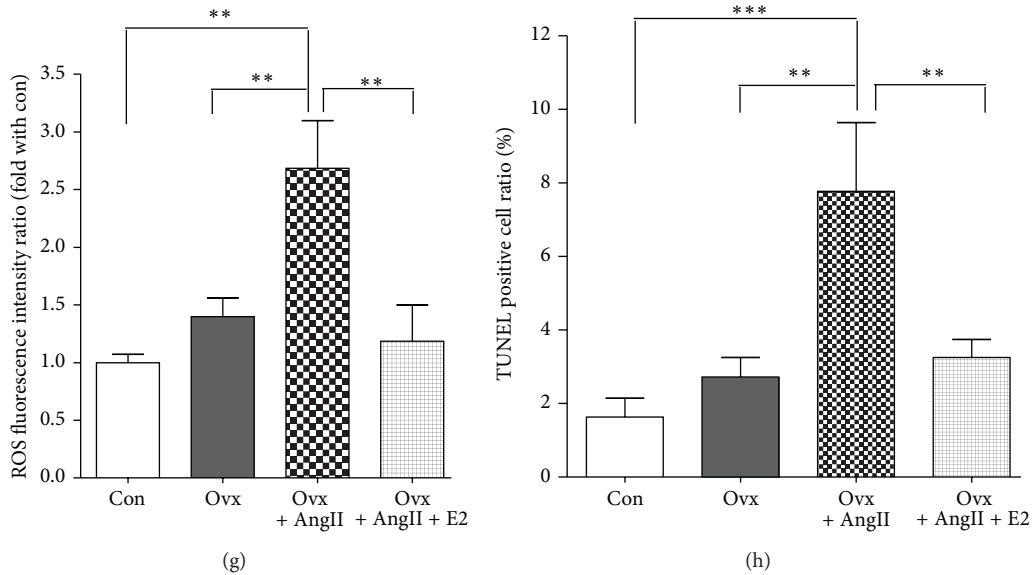 **
**
**
3.5
3.0
2.5
2.0
1.5
1.0
0.5
0.0
ROS fluorescence intensity ratio (fold with con)
Con
Ovx
Ovx
+ AngII
Ovx
+ AngII + E2
(g)
***
**
**
12
10
8
6
4
2
0
TUNEL positive cell ratio (%)
Con
Ovx
Ovx
+ AngII
Ovx
+ AngII + E2
(h)